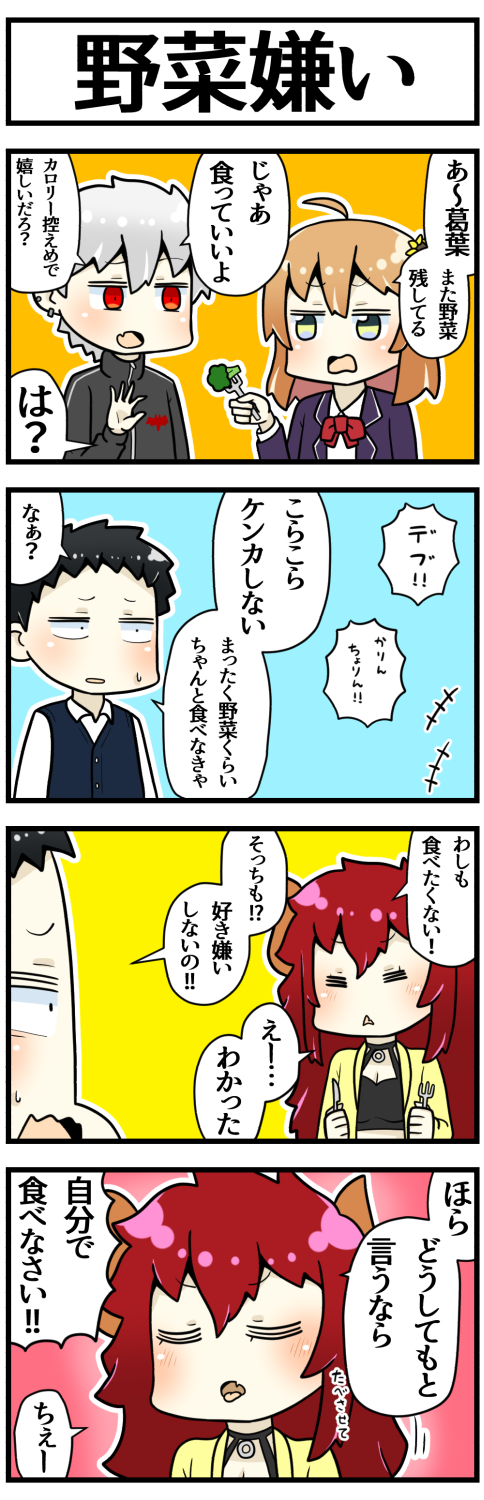 野菜嫌い
あ～葛葉
また野菜
残してる
じゃあ
食っていいよ
カロリー控えめで
嬉しいだろ？
は？
デブ!!
かりん
ちょりん!!
こらこら
ケンカしない
まったく野菜くらい
ちゃんと食べなきゃ
なぁ？
わしも
食べたくない！
そっちも!?
好き嫌い
しないの!!
えー…
わかった
ほら
どうしてもと
言うなら
たべさせて
自分で
食べなさい!!
ちぇー